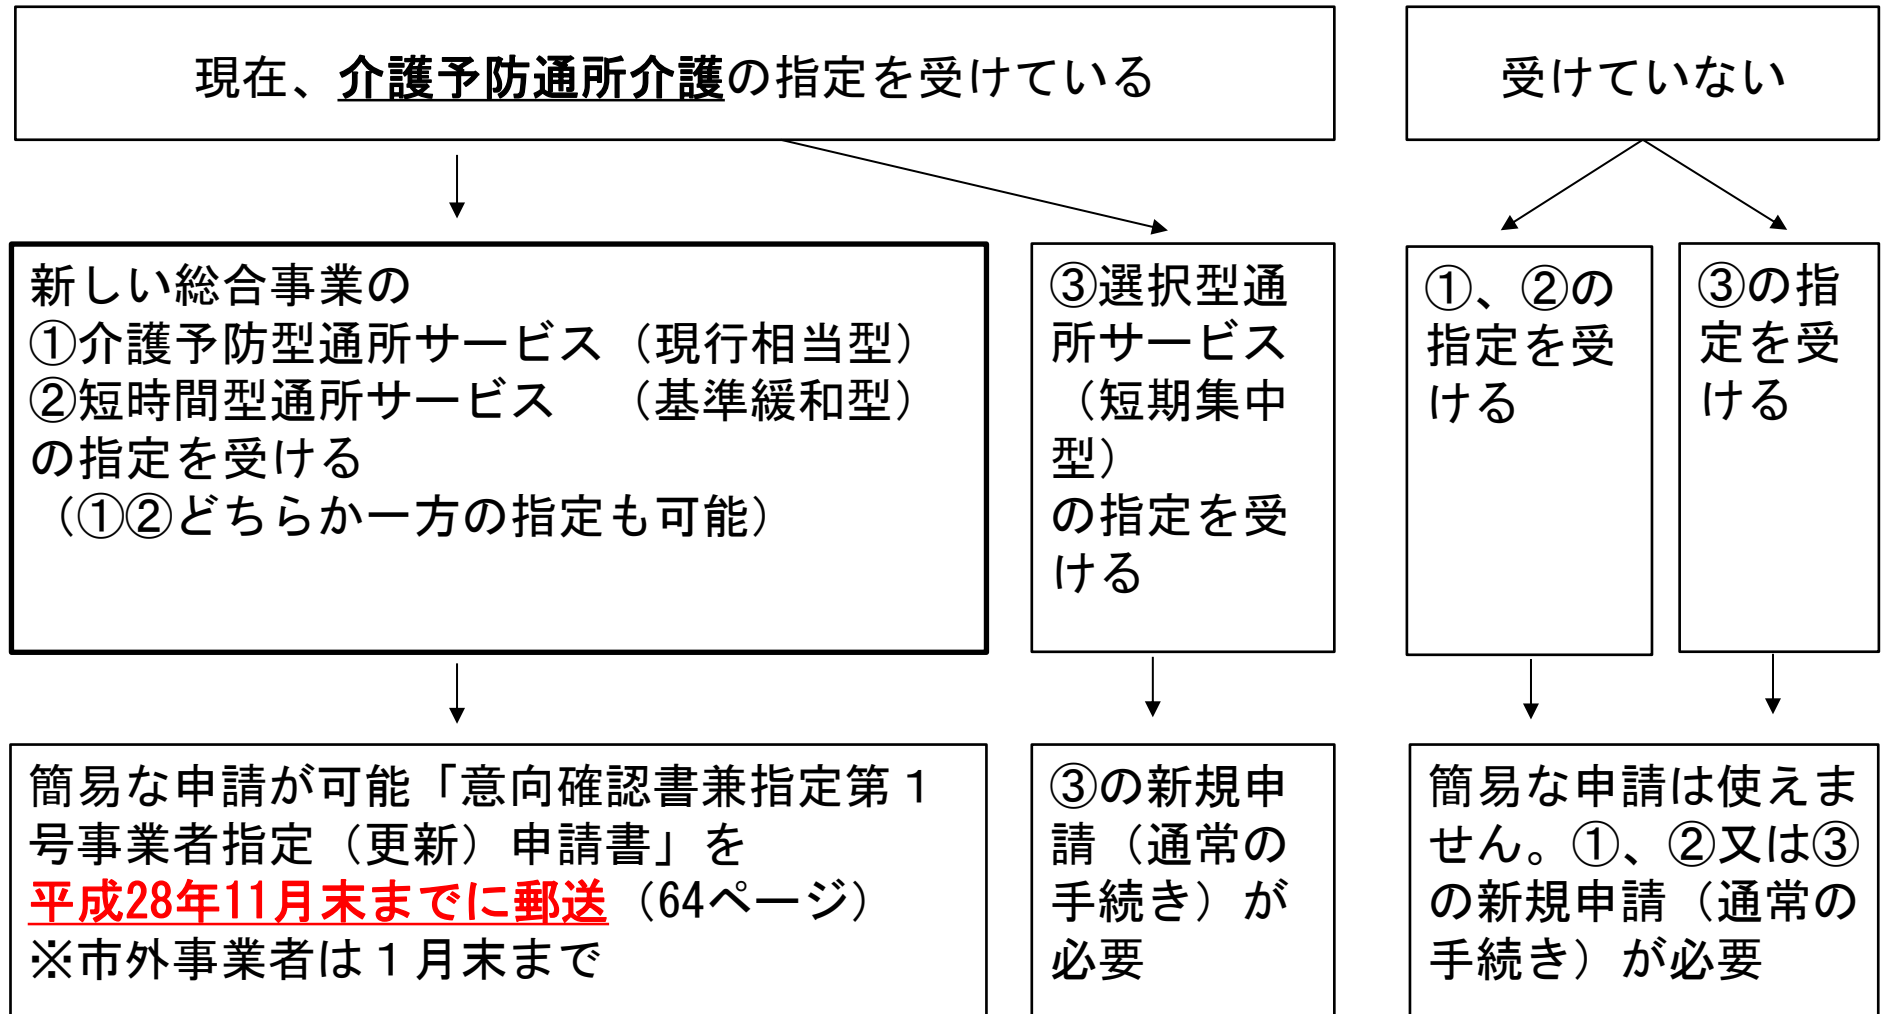 現在、介護予防通所介護の指定を受けている
受けていない
新しい総合事業の
①介護予防型通所サービス（現行相当型）
②短時間型通所サービス　（基準緩和型）
の指定を受ける
（①②どちらか一方の指定も可能）
③選択型通
所サービス
（短期集中
型）
の指定を受
ける
①、②の
指定を受
ける
③の指
定を受
ける
簡易な申請が可能「意向確認書兼指定第１
号事業者指定（更新）申請書」を
平成28年11月末までに郵送（64ページ）
※市外事業者は１月末まで
③の新規申
請（通常の
手続き）が
必要
簡易な申請は使えま
せん。①、②又は③
の新規申請（通常の
手続き）が必要